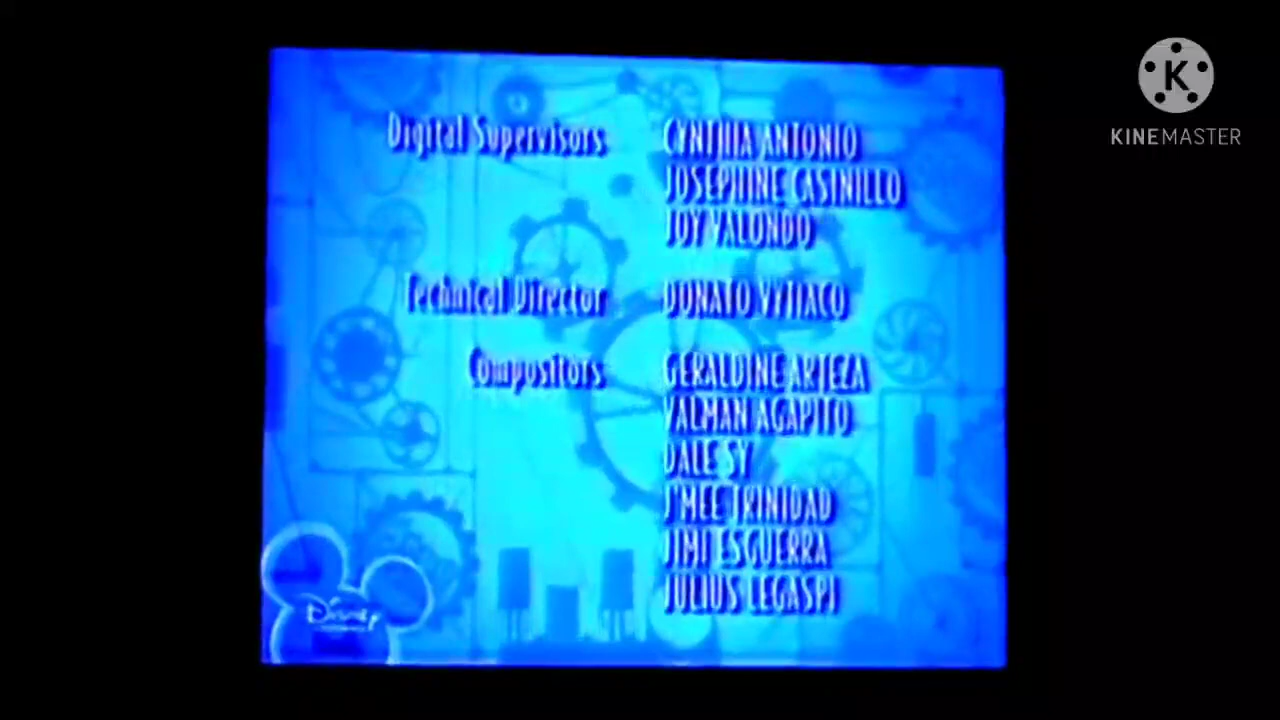 Digital Supervisors CYNTHIA ANTONIO
JOSEPHINE CASINILLO
JOY VALONDO
Technical Director DONATO VYTIACO
Compositors GERALDINE ARTEZA
VALMAN AGAPITO
DALE SY
J'MEE TRINIDAD
JIMI ESGUERRA
JULIUS LEGASPI
Disney
K
KINEMASTER